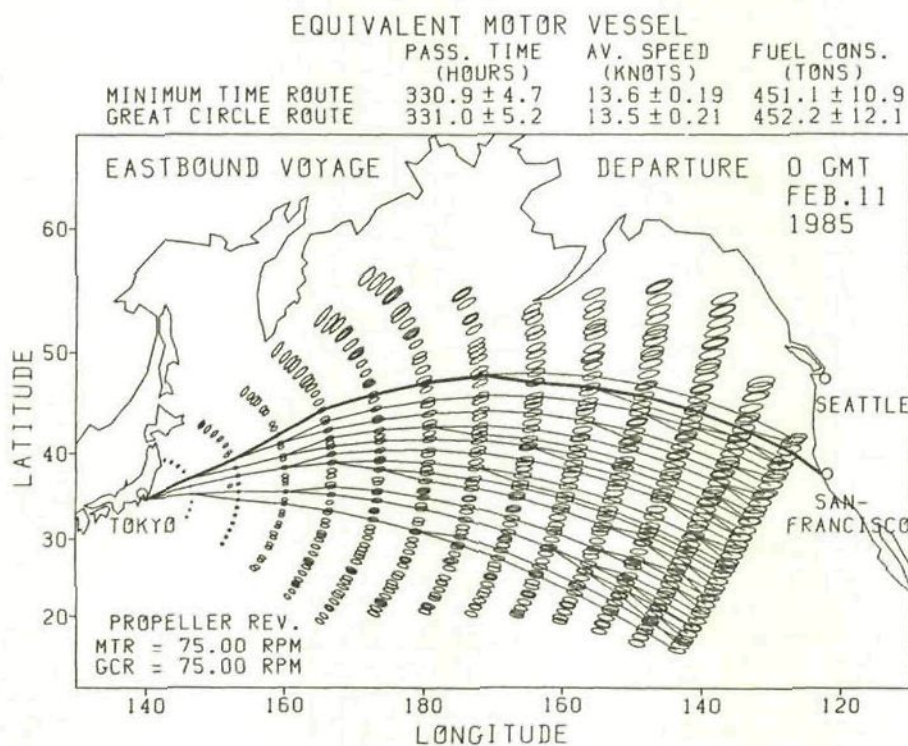 EQUIVALENT MOTOR VESSEL
PASS. TIME AV. SPEED FUEL CONS.
(HOURS) (KNOTS) (TONS)
MINIMUM TIME ROUTE 330.9 ± 4.7 13.6 ± 0.19 451.1 ± 10.9
GREAT CIRCLE ROUTE 331.0 ± 5.2 13.5 ± 0.21 452.2 ± 12.1
EASTBOUND VOYAGE DEPARTURE 0 GMT
FEB.11
1985
60
50
40
30
20
LATITUDE
SEATTLE
SAN-
FRANCISCO
TOKYO
PROPELLER REV.
MTR = 75.00 RPM
GCR = 75.00 RPM
140 160 180 160 140 120
LONGITUDE